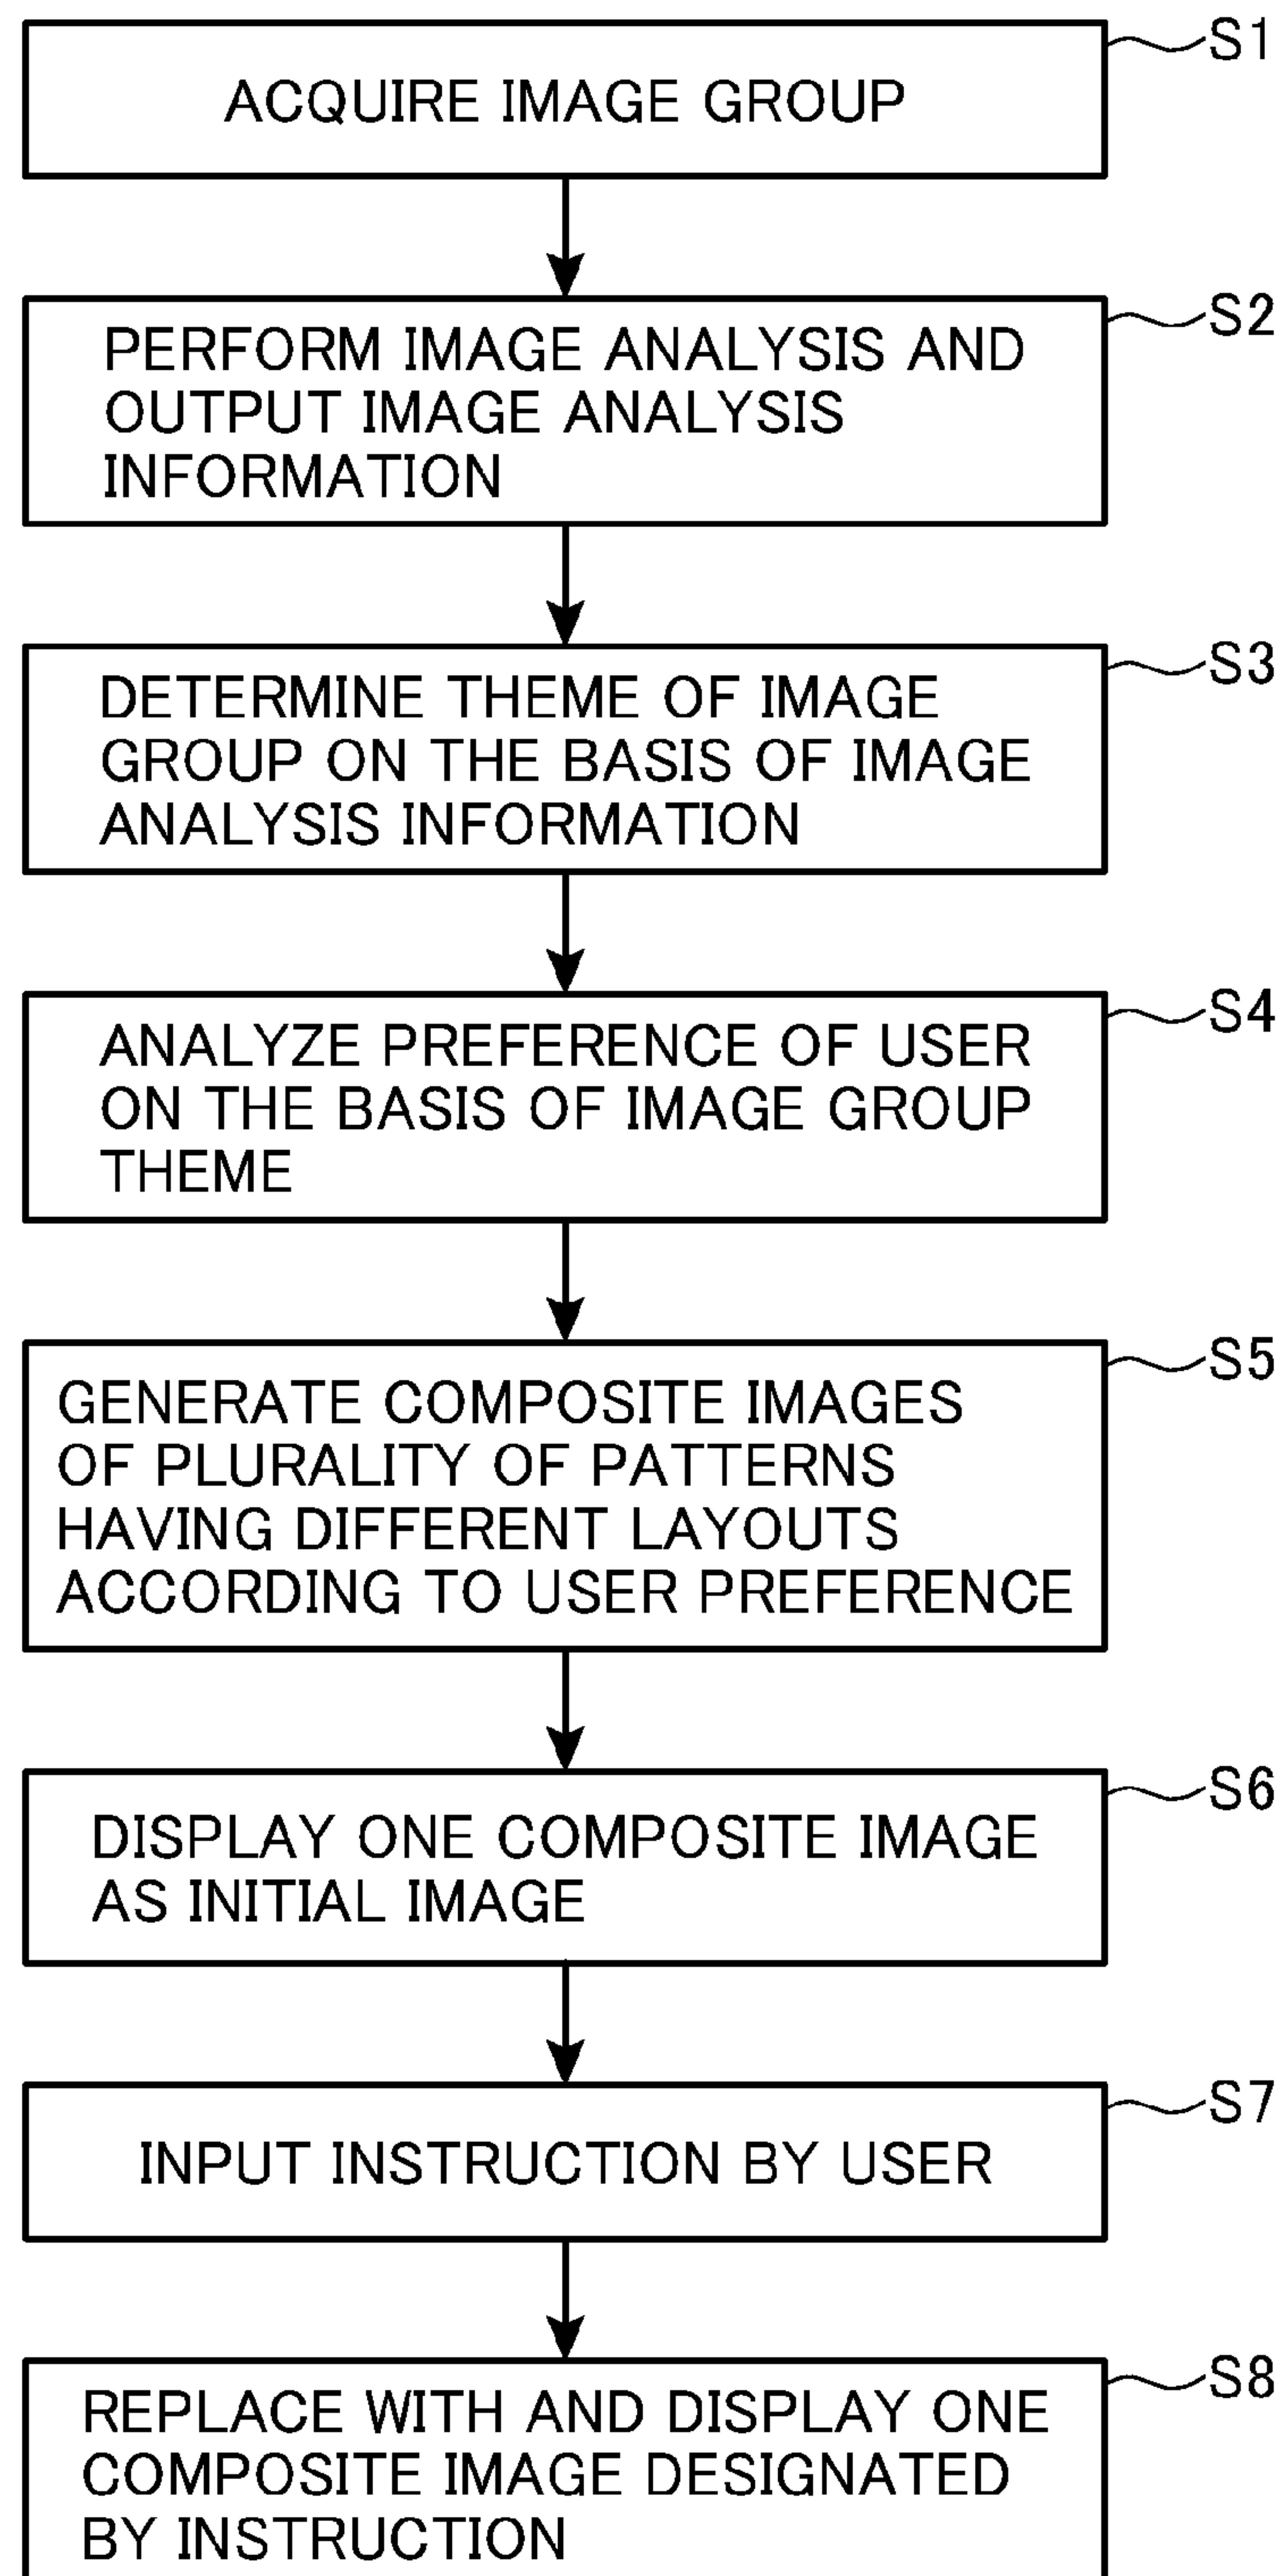 S1
ACQUIRE IMAGE GROUP
S2
PERFORM IMAGE ANALYSIS AND
OUTPUT IMAGE ANALYSIS
INFORMATION
S3
DETERMINE THEME OF IMAGE
GROUP ON THE BASIS OF IMAGE
ANALYSIS INFORMATION
S4
ANALYZE PREFERENCE OF USER
ON THE BASIS OF IMAGE GROUP
THEME
S5
GENERATE COMPOSITE IMAGES
OF PLURALITY OF PATTERNS
HAVING DIFFERENT LAYOUTS
ACCORDING TO USER PREFERENCE
S6
DISPLAY ONE COMPOSITE IMAGE
AS INITIAL IMAGE
S7
INPUT INSTRUCTION BY USER
S8
REPLACE WITH AND DISPLAY ONE
COMPOSITE IMAGE DESIGNATED
BY INSTRUCTION